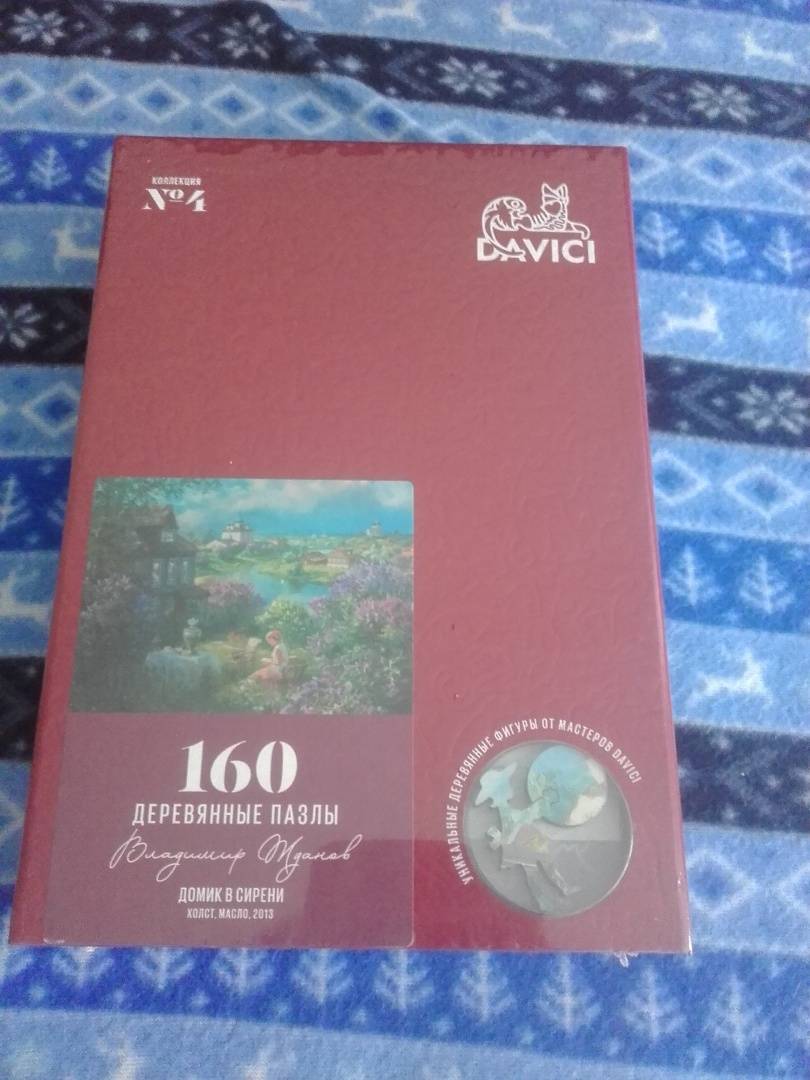 КОЛЛЕКЦИЯ
№4
DAVICI
160
ДЕРЕВЯННЫЕ ПАЗЛЫ
Владимир Жданов
ДОМИК В СИРЕНИ
ХОЛСТ, МАСЛО, 2013
УНИКАЛЬНЫЕ ДЕРЕВЯННЫЕ ФИГУРЫ ОТ МАСТЕРОВ DAVICI